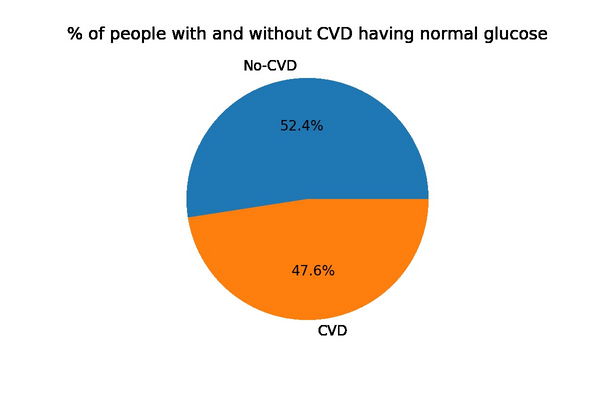 % of people with and without CVD having normal glucose
No-CVD
52.4%
47.6%
CVD